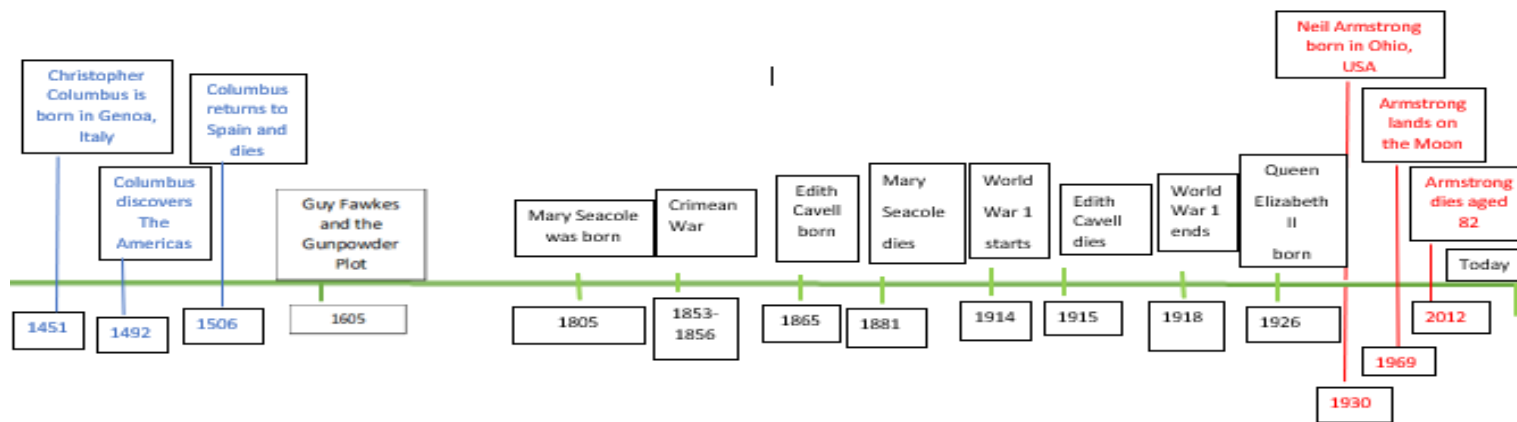 Christopher
Columbus is
born in Genoa,
Italy
1451
Columbus
discovers
The
Americas
1492
Columbus
returns to
Spain and
dies
1506
Guy Fawkes
and the
Gunpowder
Plot
1605
Mary Seacole
was born
1805
Crimean
War
1853-
1856
Edith
Cavell
born
1865
Mary
Seacole
dies
1881
World
War 1
starts
1914
Edith
Cavell
dies
1915
World
War 1
ends
1918
Queen
Elizabeth
II
born
1926
Neil Armstrong
born in Ohio,
USA
1930
Armstrong
lands on
the Moon
1969
Armstrong
dies aged
82
2012
Today